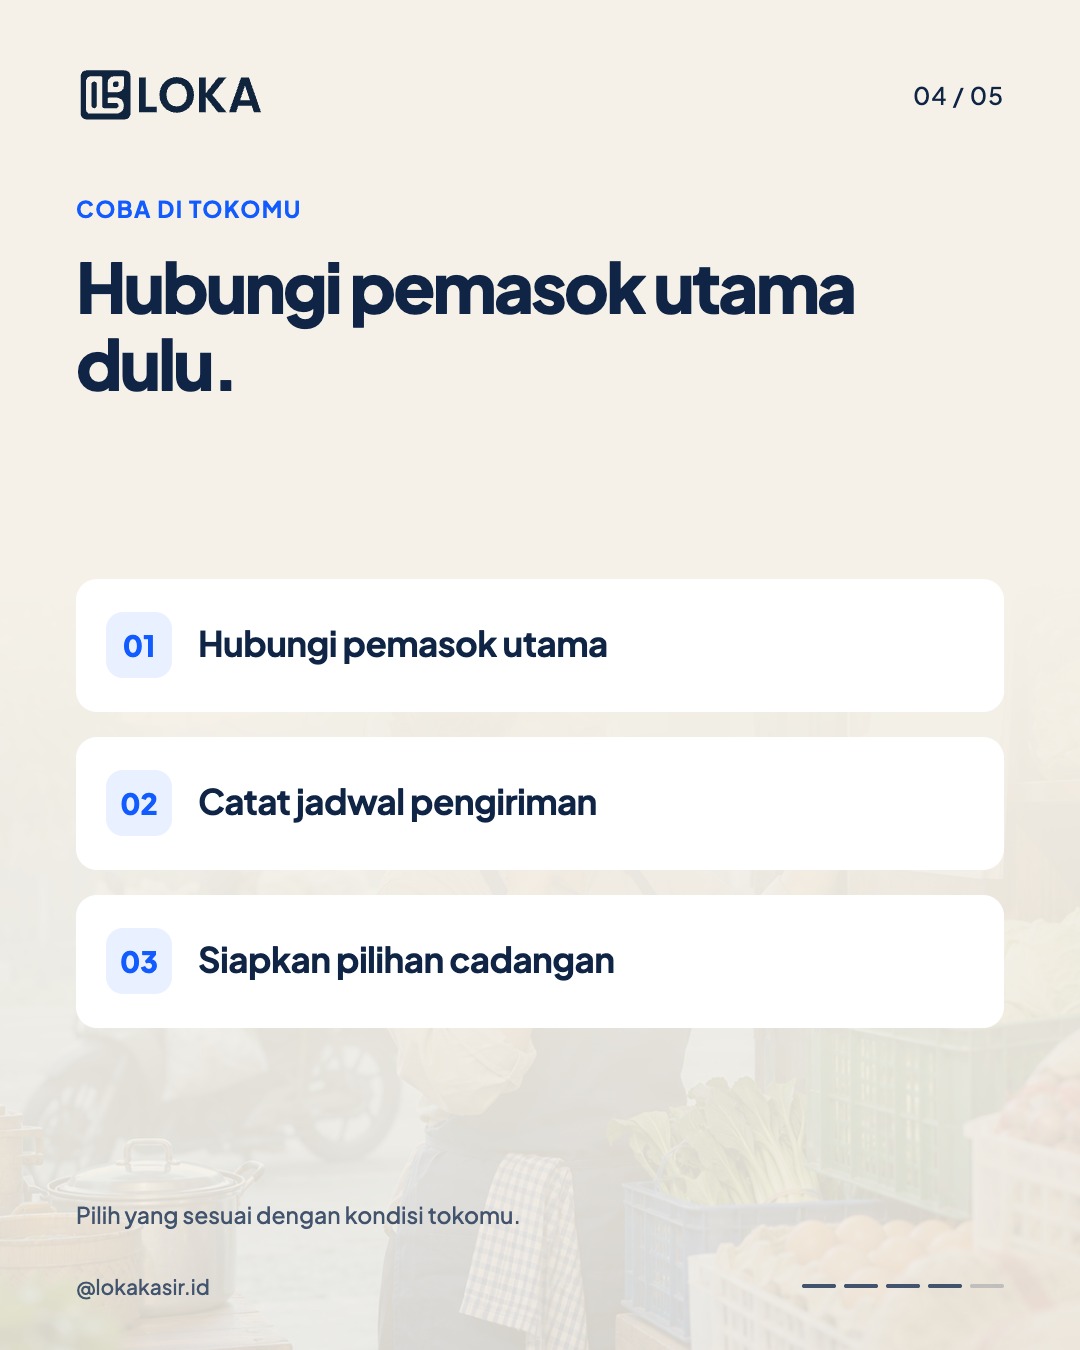 LOKA
04 / 05
COBA DI TOKOMU
Hubungi pemasok utama
dulu.
01 Hubungi pemasok utama
02 Catat jadwal pengiriman
03 Siapkan pilihan cadangan
Pilih yang sesuai dengan kondisi tokomu.
@lokakasir.id